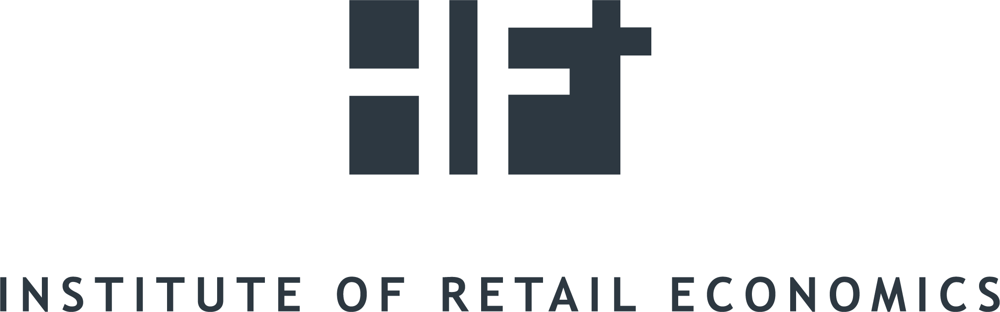 INSTITUTE OF RETAIL ECONOMICS